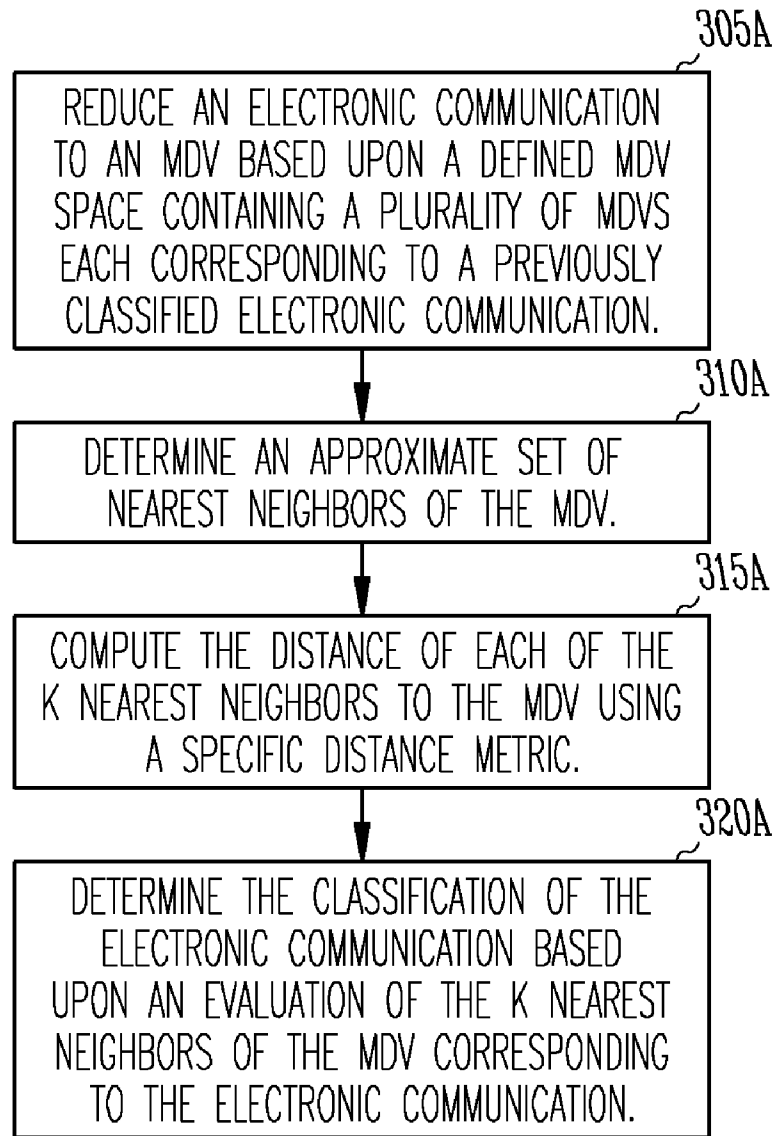 305A
REDUCE AN ELECTRONIC COMMUNICATION
TO AN MDV BASED UPON A DEFINED MDV
SPACE CONTAINING A PLURALITY OF MDVS
EACH CORRESPONDING TO A PREVIOUSLY
CLASSIFIED ELECTRONIC COMMUNICATION.
310A
DETERMINE AN APPROXIMATE SET OF
NEAREST NEIGHBORS OF THE MDV.
315A
COMPUTE THE DISTANCE OF EACH OF THE
K NEAREST NEIGHBORS TO THE MDV USING
A SPECIFIC DISTANCE METRIC.
320A
DETERMINE THE CLASSIFICATION OF THE
ELECTRONIC COMMUNICATION BASED
UPON AN EVALUATION OF THE K NEAREST
NEIGHBORS OF THE MDV CORRESPONDING
TO THE ELECTRONIC COMMUNICATION.